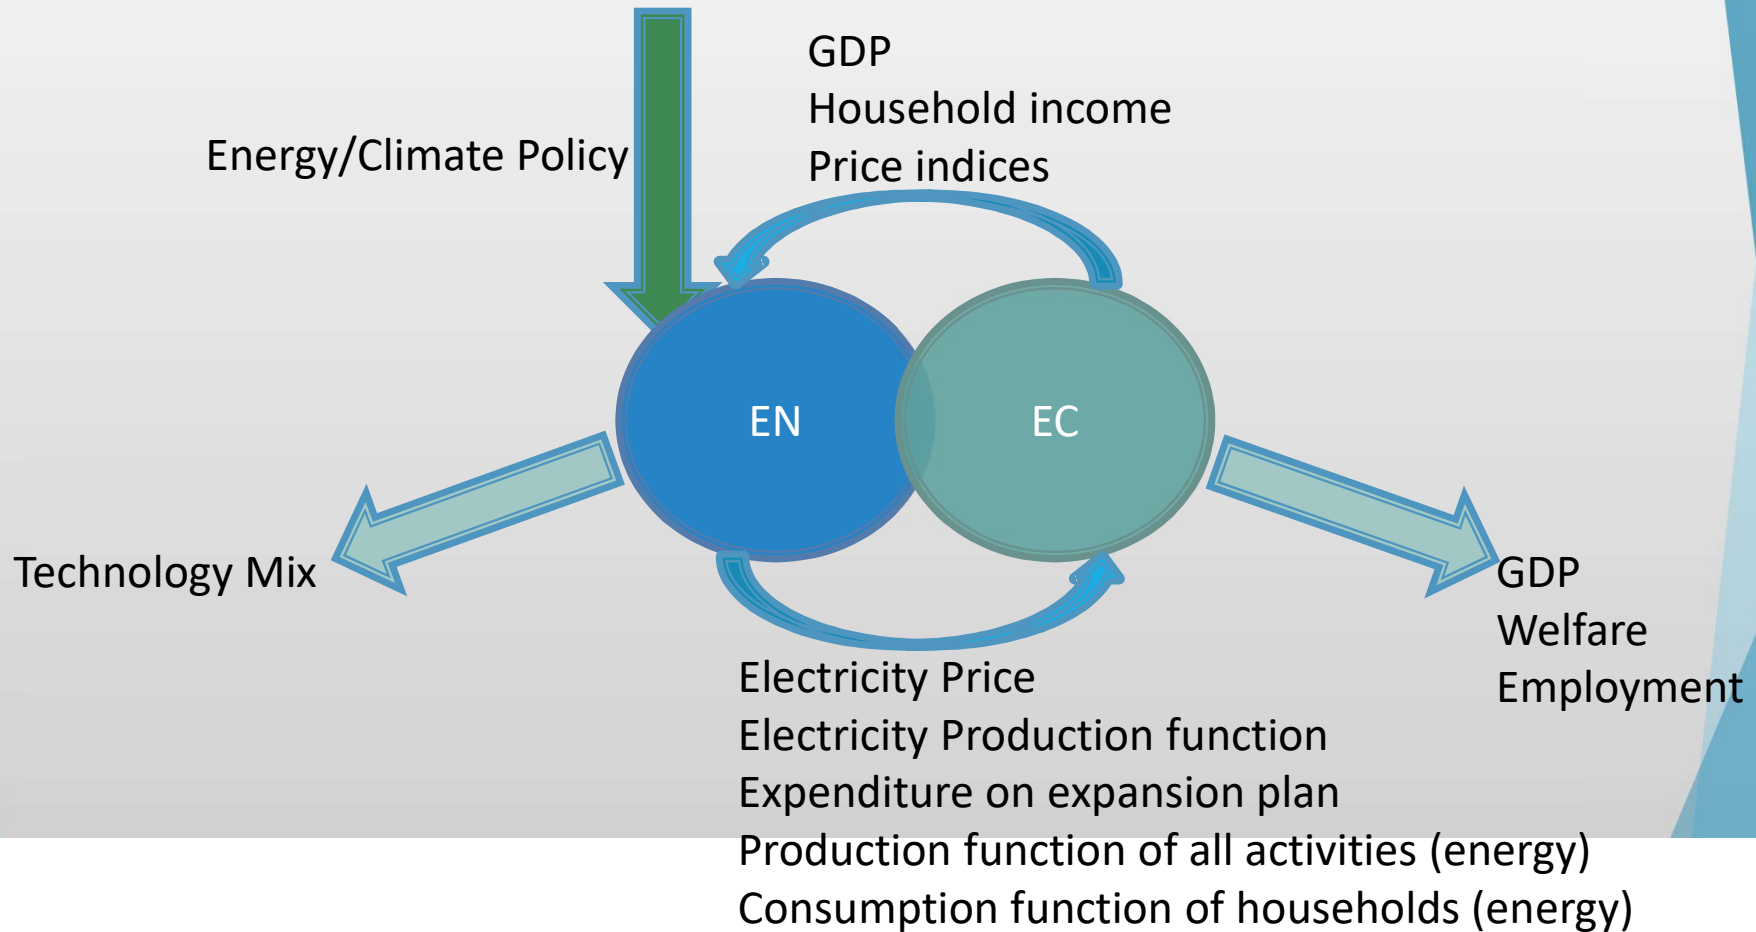 GDP
Household income
Price indices
Energy/Climate Policy
EN
EC
Technology Mix
GDP
Welfare
Employment
Electricity Price
Electricity Production function
Expenditure on expansion plan
Production function of all activities (energy)
Consumption function of households (energy)